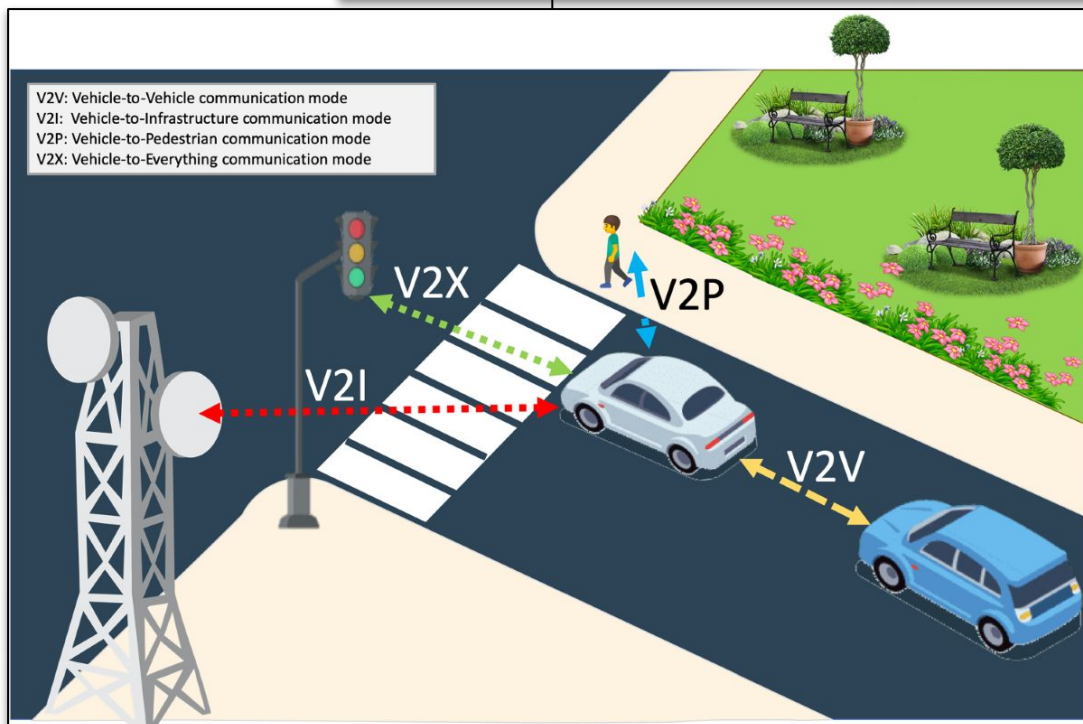 V2V: Vehicle-to-Vehicle communication mode
V2I: Vehicle-to-Infrastructure communication mode
V2P: Vehicle-to-Pedestrian communication mode
V2X: Vehicle-to-Everything communication mode
V2X
V2P
V2I
V2V